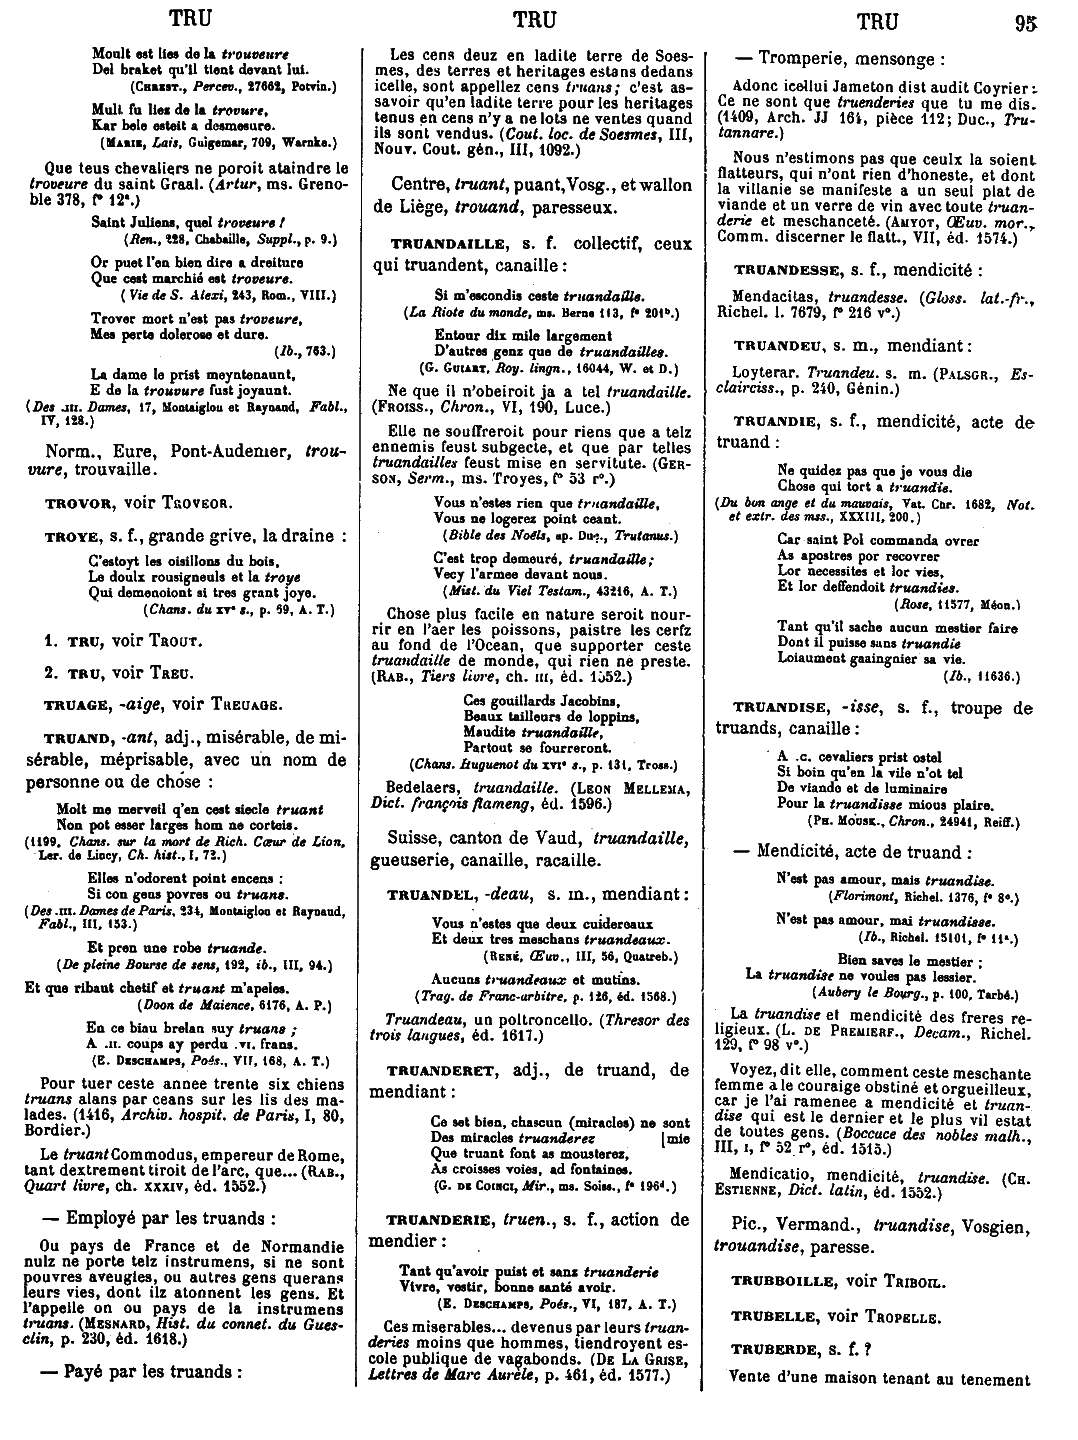 TRU
TRU
TRU
95
Moult est lies de la trouveure
Del braket qu'il tient devant lui.
(CHREST., Percev., 27662, Potvin.)
Mult fu liez de la trovure,
Kar bele esteit a desmesure.
(MARIE, Lais, Guigemar, 709, Warnke.)
Que teus chevaliers ne poroit ataindre le
troveure du saint Graal. (Artur, ms. Greno-
ble 378, f° 12ª.)
Saint Juliens, quel troveure !
(Ren., 228, Chabaille, Suppl., p. 9.)
Or puet l'en bien dire a dreiture
Que cest marchié est troveure.
(Vie de S. Alexi, 243, Rom., VIII.)
Trover mort n'est pas troveure,
Mes perte dolerose et dure.
(Ib., 763.)
La dame le prist meyntenaunt,
E de la trouvure fust joyaunt.
(Des .III. Dames, 17, Montaiglon et Raynaud, Fabl.,
IV, 128.)
Norm., Eure, Pont-Audemer, trou-
vure, trouvaille.
TROVOR, voir TROVEOR.
TROYE, s. f., grande grive, la draine :
C'estoyt les oisillons du bois,
Le doulx rousigneuls et la troye
Qui demenoient si tres grant joye.
(Chans. du XVe s., p. 69, A. T.)
1. TRU, voir TROUT.
2. TRU, voir TREU.
TRUAGE, -aige, voir TREUAGE.
TRUAND, -ant, adj., misérable, de mi-
sérable, méprisable, avec un nom de
personne ou de chose :
Molt me merveil q'en cest siecle truant
Non pot esser larges hom ne corteis.
(1199, Chans. sur la mort de Rich. Cœur de Lion,
Ler. de Lincy, Ch. hist., I, 72.)
Elles n'odorent point encens ;
Si con gens povres ou truans.
(Des .III. Dames de Paris, 234, Montaiglon et Raynaud,
Fabl., III, 153.)
Et pren une robe truande.
(De pleine Bourse de sens, 192, ib., III, 94.)
Et que ribaut chetif et truant m'apeles.
(Doon de Maience, 6176, A. P.)
En ce biau brelan suy truans ;
A .II. coups ay perdu .VI. frans.
(E. DESCHAMPS, Poés., VII, 168, A. T.)
Pour tuer ceste annee trente six chiens
truans alans par ceans sur les lis des ma-
lades. (1416, Archiv. hospit. de Paris, I, 80,
Bordier.)
Le truant Commodus, empereur de Rome,
tant dextrement tiroit de l'arc, que... (RAB.,
Quart livre, ch. XXXIV, éd. 1552.)
— Employé par les truands :
Ou pays de France et de Normandie
nulz ne porte telz instrumens, si ne sont
pouvres aveugles, ou autres gens querans
leurs vies, dont ilz atonnent les gens. Et
l'appelle on ou pays de la instrumens
truans. (MESNARD, Hist. du connet. du Gues-
clin, p. 230, éd. 1618.)
— Payé par les truands :
Les cens deuz en ladite terre de Soes-
mes, des terres et heritages estans dedans
icelle, sont appellez cens truans; c'est as-
savoir qu'en ladite terre pour les heritages
tenus en cens n'y a ne lots ne ventes quand
ils sont vendus. (Cout. loc. de Soesmes, III,
Nouv. Cout. gén., III, 1092.)
Centre, truant, puant, Vosg., et wallon
de Liège, trouand, paresseux.
TRUANDAILLE, s. f. collectif, ceux
qui truandent, canaille :
Si m'escondis ceste truandaille.
(La Riote du monde, ms. Berne 113, f° 201ᵇ.)
Entour dix mile largement
D'autres genz que de truandailles.
(G. GUIART, Roy. lingn., 16044, W. et D.)
Ne que il n'obeiroit ja a tel truandaille.
(FROISS., Chron., VI, 190, Luce.)
Elle ne souffreroit pour riens que a telz
ennemis feust subgecte, et que par telles
truandailles feust mise en servitute. (GER-
SON, Serm., ms. Troyes, f° 53 r°.)
Vous n'estes rien que truandaille,
Vous ne logerez point ceant.
(Bible des Noëls, ap. Duc., Trutanus.)
C'est trop demeuré, truandaille;
Vecy l'armee devant nous.
(Mist. du Viel Testam., 43216, A. T.)
Chose plus facile en nature seroit nour-
rir en l'aer les poissons, paistre les cerfz
au fond de l'Ocean, que supporter ceste
truandaille de monde, qui rien ne preste.
(RAB., Tiers livre, ch. III, éd. 1552.)
Ces gouillards Jacobins,
Beaux tailleurs de loppins,
Maudite truandaille,
Partout se fourreront.
(Chans. Huguenot du XVIe s., p. 131, Tross.)
Bedelaers, truandaille. (LEON MELLEMA,
Dict. françois flameng, éd. 1596.)
Suisse, canton de Vaud, truandaille,
gueuserie, canaille, racaille.
TRUANDEL, -deau, s. m., mendiant :
Vous n'estes que deux cuidereaux
Et deux tres meschans truandeaux.
(RENÉ, Œuv., III, 56, Quatreb.)
Aucuns truandeaux et mutins.
(Trag. de Franc-arbitre, p. 126, éd. 1568.)
Truandeau, un poltroncello. (Thresor des
trois langues, éd. 1617.)
TRUANDERET, adj., de truand, de
mendiant :
Ce set bien, chascun (miracles) ne sont
Des miracles truanderez [mie
Que truant font as mousterez,
As croisses voies, ad fontaines.
(G. DE COINCI, Mir., ms. Soiss., f° 196ᵈ.)
TRUANDERIE, truen., s. f., action de
mendier :
Tant qu'avoir puist et sanz truanderie
Vivre, vestir, bonne santé avoir.
(E. DESCHAMPS, Poés., VI, 187, A. T.)
Ces miserables... devenus par leurs truan-
deries moins que hommes, tiendroyent es-
cole publique de vagabonds. (DE LA GRISE,
Lettres de Marc Aurèle, p. 461, éd. 1577.)
— Tromperie, mensonge :
Adonc icellui Jameton dist audit Coyrier :
Ce ne sont que truenderies que tu me dis.
(1409, Arch. JJ 164, pièce 112; Duc., Tru-
tannare.)
Nous n'estimons pas que ceulx la soient
flatteurs, qui n'ont rien d'honeste, et dont
la villanie se manifeste a un seul plat de
viande et un verre de vin avec toute truan-
derie et meschanceté. (AMYOT, Œuv. mor.,
Comm. discerner le flatt., VII, éd. 1574.)
TRUANDESSE, s. f., mendicité :
Mendacitas, truandesse. (Gloss. lat.-fr.,
Richel. l. 7679, f° 216 v°.)
TRUANDEU, s. m., mendiant :
Loyterar. Truandeu. s. m. (PALSGR., Es-
clairciss., p. 240, Génin.)
TRUANDIE, s. f., mendicité, acte de
truand :
Ne quidez pas que je vous die
Chose qui tort a truandie.
(Du bon ange et du mauvais, Vat. Chr. 1682, Not.
et extr. des mss., XXXIII, 200.)
Car saint Pol commanda ovrer
As apostres por recovrer
Lor necessites et lor vies,
Et lor deffendoit truandies.
(Rose, 11577, Méon.)
Tant qu'il sache aucun mestier faire
Dont il puisse sans truandie
Loiaument gaaingnier sa vie.
(Ib., 11636.)
TRUANDISE, -isse, s. f., troupe de
truands, canaille :
A .c. cevaliers prist ostel
Si boin qu'en la vile n'ot tel
De viande et de luminaire
Pour la truandisse mious plaire.
(PH. MOUSK., Chron., 24941, Reiff.)
— Mendicité, acte de truand :
N'est pas amour, mais truandise.
(Florimont, Richel. 1376, f° 8°.)
N'est pas amour, mai truandisse.
(Ib., Richel. 15101, f° 11ᵃ.)
Bien saves le mestier ;
La truandise ne voules pas lessier.
(Aubery le Bourg., p. 100, Tarbé.)
La truandise et mendicité des freres re-
ligieux. (L. DE PREMIERF., Decam., Richel.
129, f° 98 v°.)
Voyez, dit elle, comment ceste meschante
femme a le couraige obstiné et orgueilleux,
car je l'ai ramenee a mendicité et truan-
dise qui est le dernier et le plus vil estat
de toutes gens. (Boccuce des nobles malh.,
III, I, f° 52 r°, éd. 1515.)
Mendicatio, mendicité, truandise. (CH.
ESTIENNE, Dict. latin, éd. 1552.)
Pic., Vermand., truandise, Vosgien,
trouandise, paresse.
TRUBBOILLE, voir TRIBOIL.
TRUBELLE, voir TROPELLE.
TRUBERDE, s. f. ?
Vente d'une maison tenant au tenement